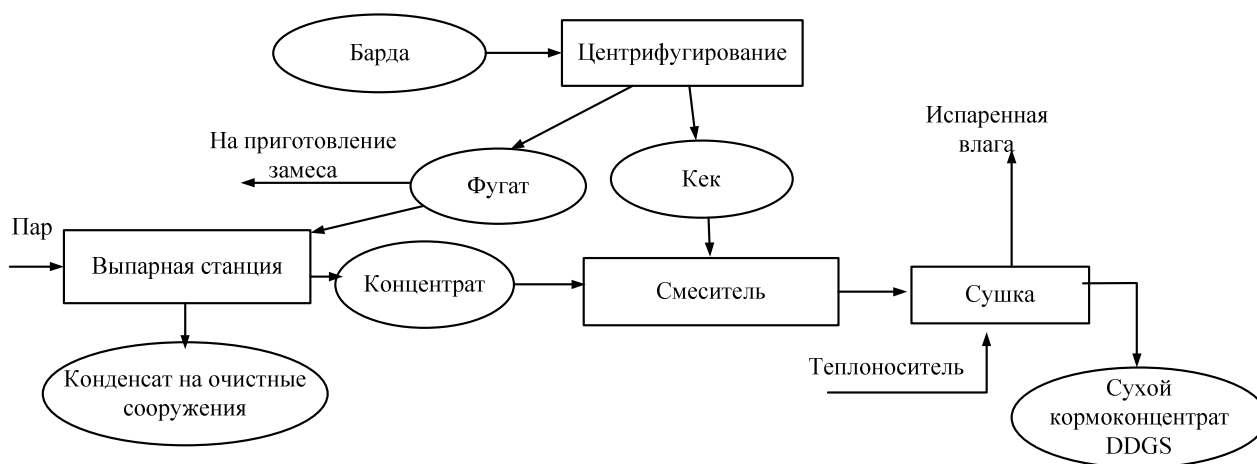 Барда
Центрифугирование
Испаренная
влага
На приготовление
замеса
Фугат
Кек
Пар
Выпарная станция
Концентрат
Смеситель
Сушка
Теплоноситель
Конденсат на очистные
сооружения
Сухой
кормоконцентрат
DDGS